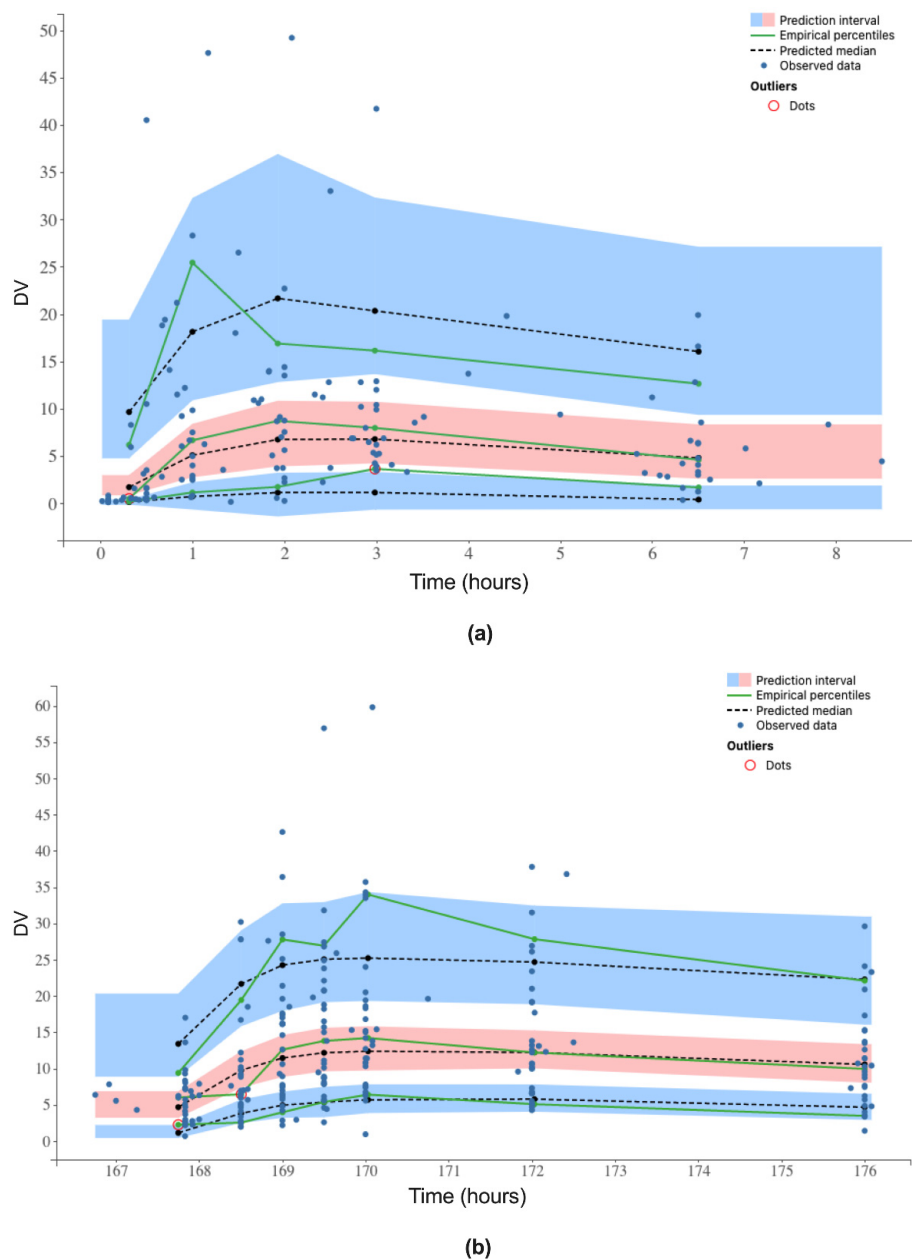 Prediction interval
Empirical percentiles
Predicted median
Observed data
Outliers
Dots
50
45
40
35
30
25
20
15
10
5
0
DV
0 1 2 3 4 5 6 7 8
Time (hours)
(a)
Prediction interval
Empirical percentiles
Predicted median
Observed data
Outliers
Dots
60
55
50
45
40
35
30
25
20
15
10
5
0
DV
167 168 169 170 171 172 173 174 175 176
Time (hours)
(b)